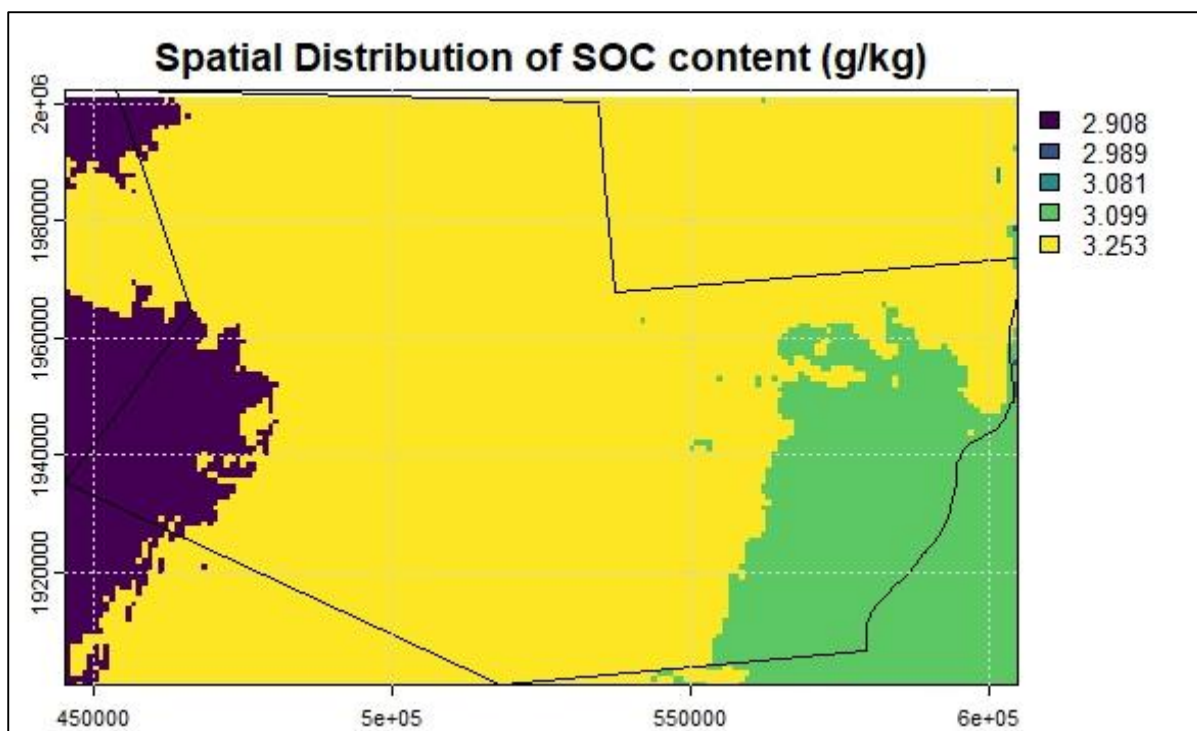 Spatial Distribution of SOC content (g/kg)
2e+06
1980000
1960000
1940000
1920000
2.908
2.989
3.081
3.099
3.253
450000
5e+05
550000
6e+05